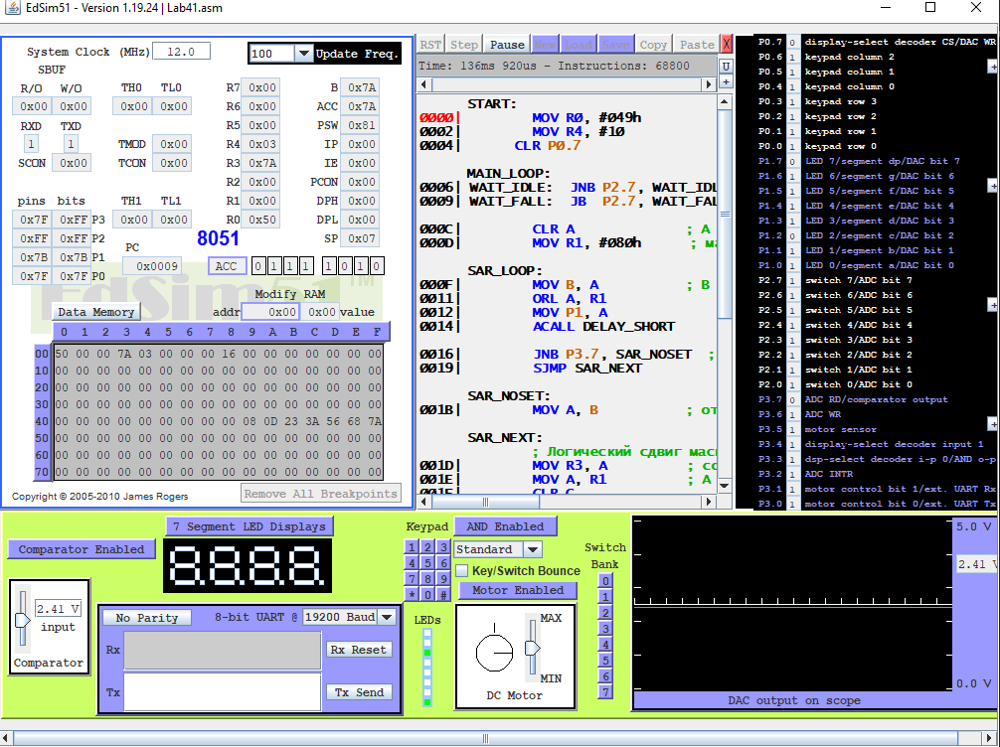 EdSim51 - Version 1.19.24 | Lab41.asm
System Clock (MHz) 12.0
100 Update Freq.
SBUF
R/O W/O TH0 TL0
0x00 0x00 0x00 0x00
RXD TXD
1 1 TMOD 0x00
SCON 0x00 TCON 0x00
pins bits TH1 TL1
0x7F 0xFF P3 0x00 0x00
0xFF 0xFF P2
0x7B 0x7B P1
0x7F 0x7F P0
PC
0x0009
8051
R7 0x00 B 0x7A
R6 0x00 ACC 0x7A
R5 0x00 PSW 0x81
R4 0x03 IP 0x00
R3 0x7A IE 0x00
R2 0x00 PCON 0x00
R1 0x00 DPH 0x00
R0 0x50 DPL 0x00
SP 0x07
ACC 0 1 1 1 1 0 1 0
EdSim51 TM
Modify RAM
Data Memory addr 0x00 0x00 value
0 1 2 3 4 5 6 7 8 9 A B C D E F
00 50 00 00 7A 03 00 00 00 16 00 00 00 00 00 00 00
10 00 00 00 00 00 00 00 00 00 00 00 00 00 00 00 00
20 00 00 00 00 00 00 00 00 00 00 00 00 00 00 00 00
30 00 00 00 00 00 00 00 00 00 00 00 00 00 00 00 00
40 00 00 00 00 00 00 00 00 00 08 0D 23 3A 56 68 7A
50 00 00 00 00 00 00 00 00 00 00 00 00 00 00 00 00
60 00 00 00 00 00 00 00 00 00 00 00 00 00 00 00 00
70 00 00 00 00 00 00 00 00 00 00 00 00 00 00 00 00
Copyright © 2005-2010 James Rogers Remove All Breakpoints
RST Step Pause New Load Save Copy Paste X
Time: 136ms 920us - Instructions: 68800 U
START:
0000| MOV R0, #049h
0002| MOV R4, #10
0004| CLR P0.7
MAIN_LOOP:
0006| WAIT_IDLE: JNB P2.7, WAIT_IDL
0009| WAIT_FALL: JB P2.7, WAIT_FAL
000C| CLR A ; A
000D| MOV R1, #080h ; ма
SAR_LOOP:
000F| MOV B, A ; В
0011| ORL A, R1
0012| MOV P1, A
0014| ACALL DELAY_SHORT
0016| JNB P3.7, SAR_NOSET ;
0019| SJMP SAR_NEXT
SAR_NOSET:
001B| MOV A, B ; от
SAR_NEXT:
; Логический сдвиг мас
001D| MOV R3, A ; со
001E| MOV A, R1 ; А
001F| CLR C
P0.7 0 display-select decoder CS/DAC WR
P0.6 1 keypad column 2
P0.5 1 keypad column 1
P0.4 1 keypad column 0
P0.3 1 keypad row 3
P0.2 1 keypad row 2
P0.1 1 keypad row 1
P0.0 1 keypad row 0
P1.7 0 LED 7/segment dp/DAC bit 7
P1.6 1 LED 6/segment g/DAC bit 6
P1.5 1 LED 5/segment f/DAC bit 5
P1.4 1 LED 4/segment e/DAC bit 4
P1.3 1 LED 3/segment d/DAC bit 3
P1.2 0 LED 2/segment c/DAC bit 2
P1.1 1 LED 1/segment b/DAC bit 1
P1.0 1 LED 0/segment a/DAC bit 0
P2.7 1 switch 7/ADC bit 7
P2.6 1 switch 6/ADC bit 6
P2.5 1 switch 5/ADC bit 5
P2.4 1 switch 4/ADC bit 4
P2.3 1 switch 3/ADC bit 3
P2.2 1 switch 2/ADC bit 2
P2.1 1 switch 1/ADC bit 1
P2.0 1 switch 0/ADC bit 0
P3.7 0 ADC RD/comparator output
P3.6 1 ADC WR
P3.5 1 motor sensor
P3.4 1 display-select decoder input 1
P3.3 1 dsp-select decoder i-p 0/AND o-p
P3.2 1 ADC INTR
P3.1 1 motor control bit 1/ext. UART Rx
P3.0 1 motor control bit 0/ext. UART Tx
Comparator Enabled
2.41 V
input
Comparator
7 Segment LED Displays
8.8.8.8.
No Parity 8-bit UART @ 19200 Baud
Rx Rx Reset
Tx Tx Send
Keypad AND Enabled
1 2 3
4 5 6
7 8 9
* 0 #
Standard
Key/Switch Bounce
Motor Enabled
LEDs
MAX
MIN
DC Motor
Switch
Bank
0
1
2
3
4
5
6
7
5.0 V
2.41 V
0.0 V
DAC output on scope